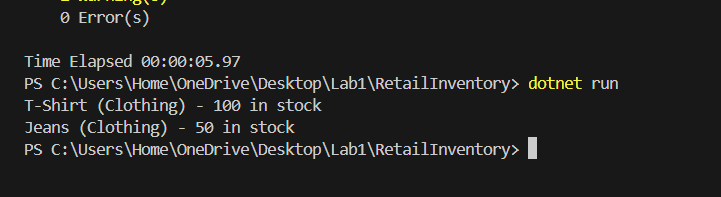 0 Error(s)
Time Elapsed 00:00:05.97
PS C:\Users\Home\OneDrive\Desktop\Lab1\RetailInventory> dotnet run
T-Shirt (Clothing) - 100 in stock
Jeans (Clothing) - 50 in stock
PS C:\Users\Home\OneDrive\Desktop\Lab1\RetailInventory>